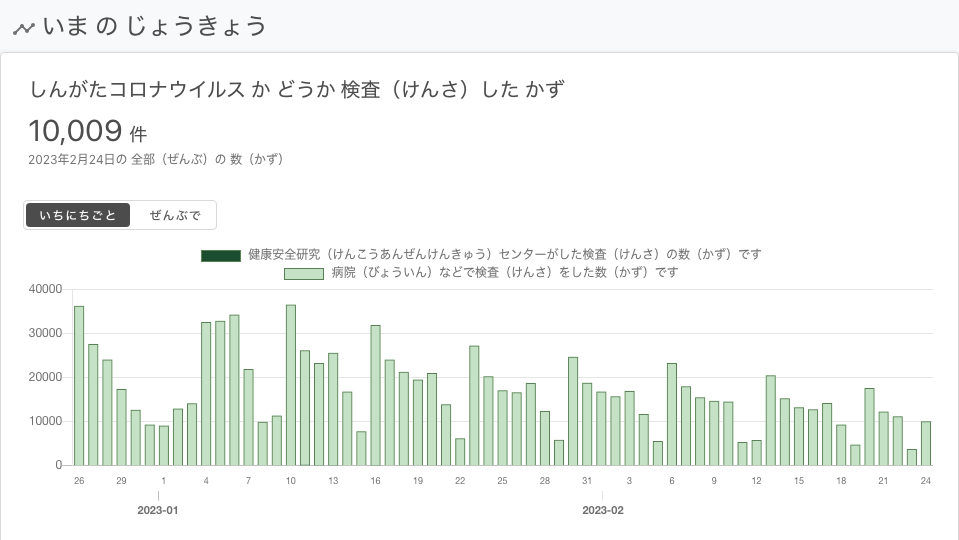 いま の じょうきょう
しんがたコロナウイルス か どうか 検査（けんさ）した かず
10,009 件
2023年2月24日の 全部（ぜんぶ）の 数（かず）
いちにちごと ぜんぶで
健康安全研究（けんこうあんぜんけんきゅう）センターがした検査（けんさ）の数（かず）です
病院（びょういん）などで検査（けんさ）をした数（かず）です
40000
30000
20000
10000
0
26 29 1 4 7 10 13 16 19 22 25 28 31 3 6 9 12 15 18 21 24
2023-01 2023-02